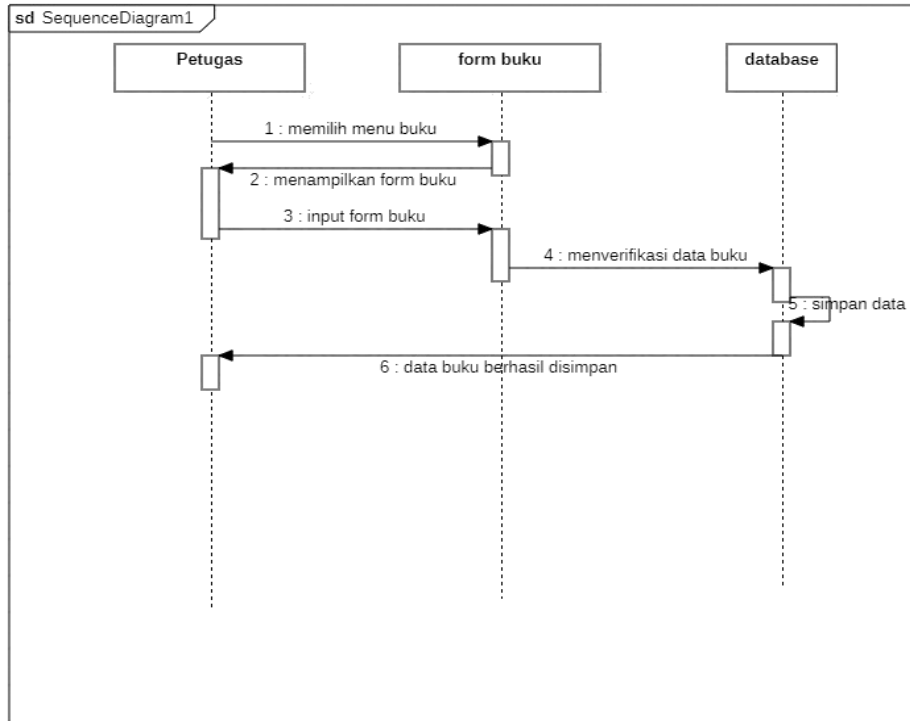 sd SequenceDiagram1
Petugas
form buku
database
1 : memilih menu buku
2 : menampilkan form buku
3 : input form buku
4 : menverifikasi data buku
5 : simpan data
6 : data buku berhasil disimpan